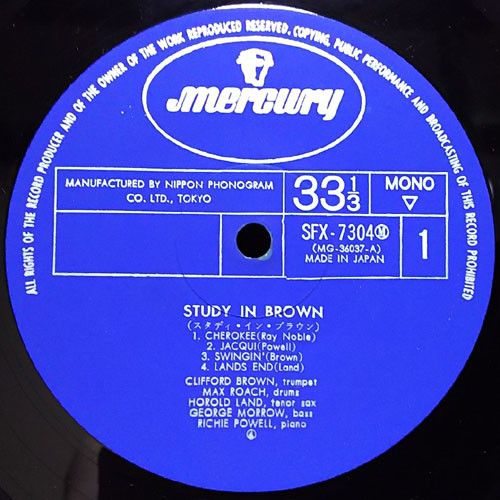 ALL RIGHTS OF THE RECORD PRODUCER AND OF THE OWNER OF THE WORK REPRODUCED RESERVED. COPYING, PUBLIC PERFORMANCE AND BROADCASTING OF THIS RECORD PROHIBITED
mercury
MANUFACTURED BY NIPPON PHONOGRAM
CO. LTD., TOKYO
33 1/3
MONO
▽
SFX-7304Ⓜ
(MG-36037-A)
MADE IN JAPAN
1
STUDY IN BROWN
(スタディ・イン・ブラウン)
1. CHEROKEE(Ray Noble)
2. JACQUI(Powell)
3. SWINGIN'(Brown)
4. LANDS END(Land)
CLIFFORD BROWN, trumpet
MAX ROACH, drums
HOROLD LAND, tenor sax
GEORGE MORROW, bass
RICHIE POWELL, piano